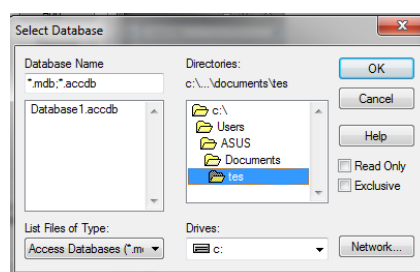 Select Database
Database Name
*.mdb;*.accdb
Database1.accdb
List Files of Type:
Access Databases (*.m
Directories:
c:\...\documents\tes
c:\
Users
ASUS
Documents
tes
Drives:
c:
OK
Cancel
Help
Read Only
Exclusive
Network...